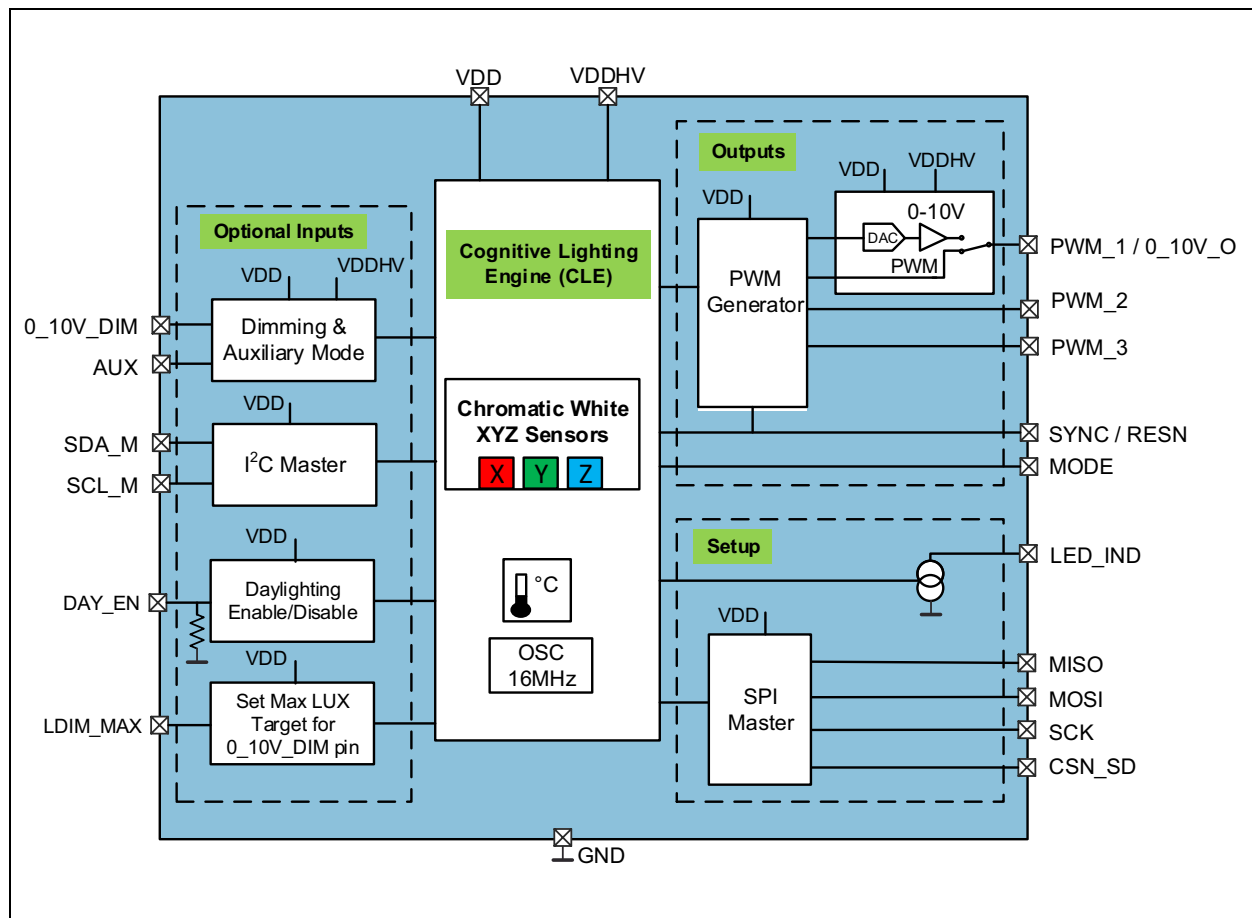 VDD
VDDHV
Outputs
VDD
VDDHV
VDD
0-10V
DAC
PWM
PWM
Generator
PWM_1 / 0_10V_O
PWM_2
PWM_3
SYNC / RESN
MODE
Optional Inputs
VDD
VDDHV
0_10V_DIM
AUX
Dimming &
Auxiliary Mode
VDD
SDA_M
SCL_M
I²C Master
VDD
DAY_EN
Daylighting
Enable/Disable
VDD
LDIM_MAX
Set Max LUX
Target for
0_10V_DIM pin
Cognitive Lighting
Engine (CLE)
Chromatic White
XYZ Sensors
X Y Z
°C
OSC
16MHz
Setup
LED_IND
VDD
SPI
Master
MISO
MOSI
SCK
CSN_SD
GND